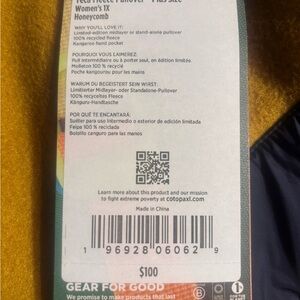 Teca Fleece Pullover - Plus Size
Women's 1X
Honeycomb
WHY YOU'LL LOVE IT:
Limited-edition midlayer or stand-alone pullover
100% recycled fleece
Kangaroo hand pocket
POURQUOI VOUS L'AIMEREZ:
Pull intermédiaire ou à porter seul, en édition limitée
Molleton 100 % recyclé
Poche kangourou pour les mains
WARUM DU BEGEISTERT SEIN WIRST:
Limitierter Midlayer- oder Standalone-Pullover
100% recyceltes Fleece
Känguru-Handtasche
POR QUÉ TE ENCANTARÁ:
Suéter para uso intermedio o exterior de edición limitada
Felpa 100 % reciclada
Bolsillo canguro para las manos
Learn more about this product and our mission
to fight extreme poverty at cotopaxi.com
Made in China
1 96928 06062 9
$100
GEAR FOR GOOD
We promise to make products that last
B
1%